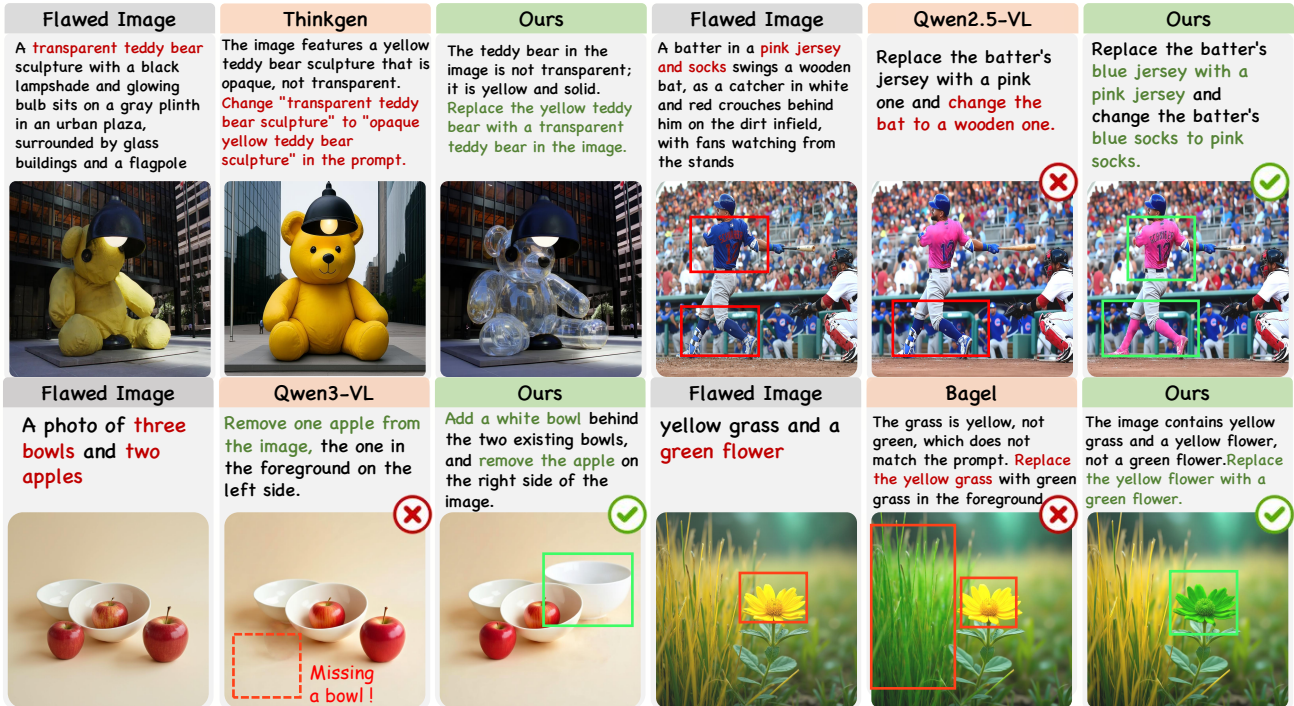 Flawed Image
A transparent teddy bear
sculpture with a black
lampshade and glowing
bulb sits on a gray plinth
in an urban plaza,
surrounded by glass
buildings and a flagpole
Thinkgen
The image features a yellow
teddy bear sculpture that is
opaque, not transparent.
Change "transparent teddy
bear sculpture" to "opaque
yellow teddy bear
sculpture" in the prompt.
Ours
The teddy bear in the
image is not transparent;
it is yellow and solid.
Replace the yellow teddy
bear with a transparent
teddy bear in the image.
Flawed Image
A batter in a pink jersey
and socks swings a wooden
bat, as a catcher in white
and red crouches behind
him on the dirt infield,
with fans watching from
the stands
Qwen2.5-VL
Replace the batter's
jersey with a pink
one and change the
bat to a wooden one.
Ours
Replace the batter's
blue jersey with a
pink jersey and
change the batter's
blue socks to pink
socks.
Flawed Image
A photo of three
bowls and two
apples
Qwen3-VL
Remove one apple from
the image, the one in
the foreground on the
left side.
Missing
a bowl !
Ours
Add a white bowl behind
the two existing bowls,
and remove the apple on
the right side of the
image.
Flawed Image
yellow grass and a
green flower
Bagel
The grass is yellow, not
green, which does not
match the prompt. Replace
the yellow grass with green
grass in the foreground
Ours
The image contains yellow
grass and a yellow flower,
not a green flower.Replace
the yellow flower with a
green flower.